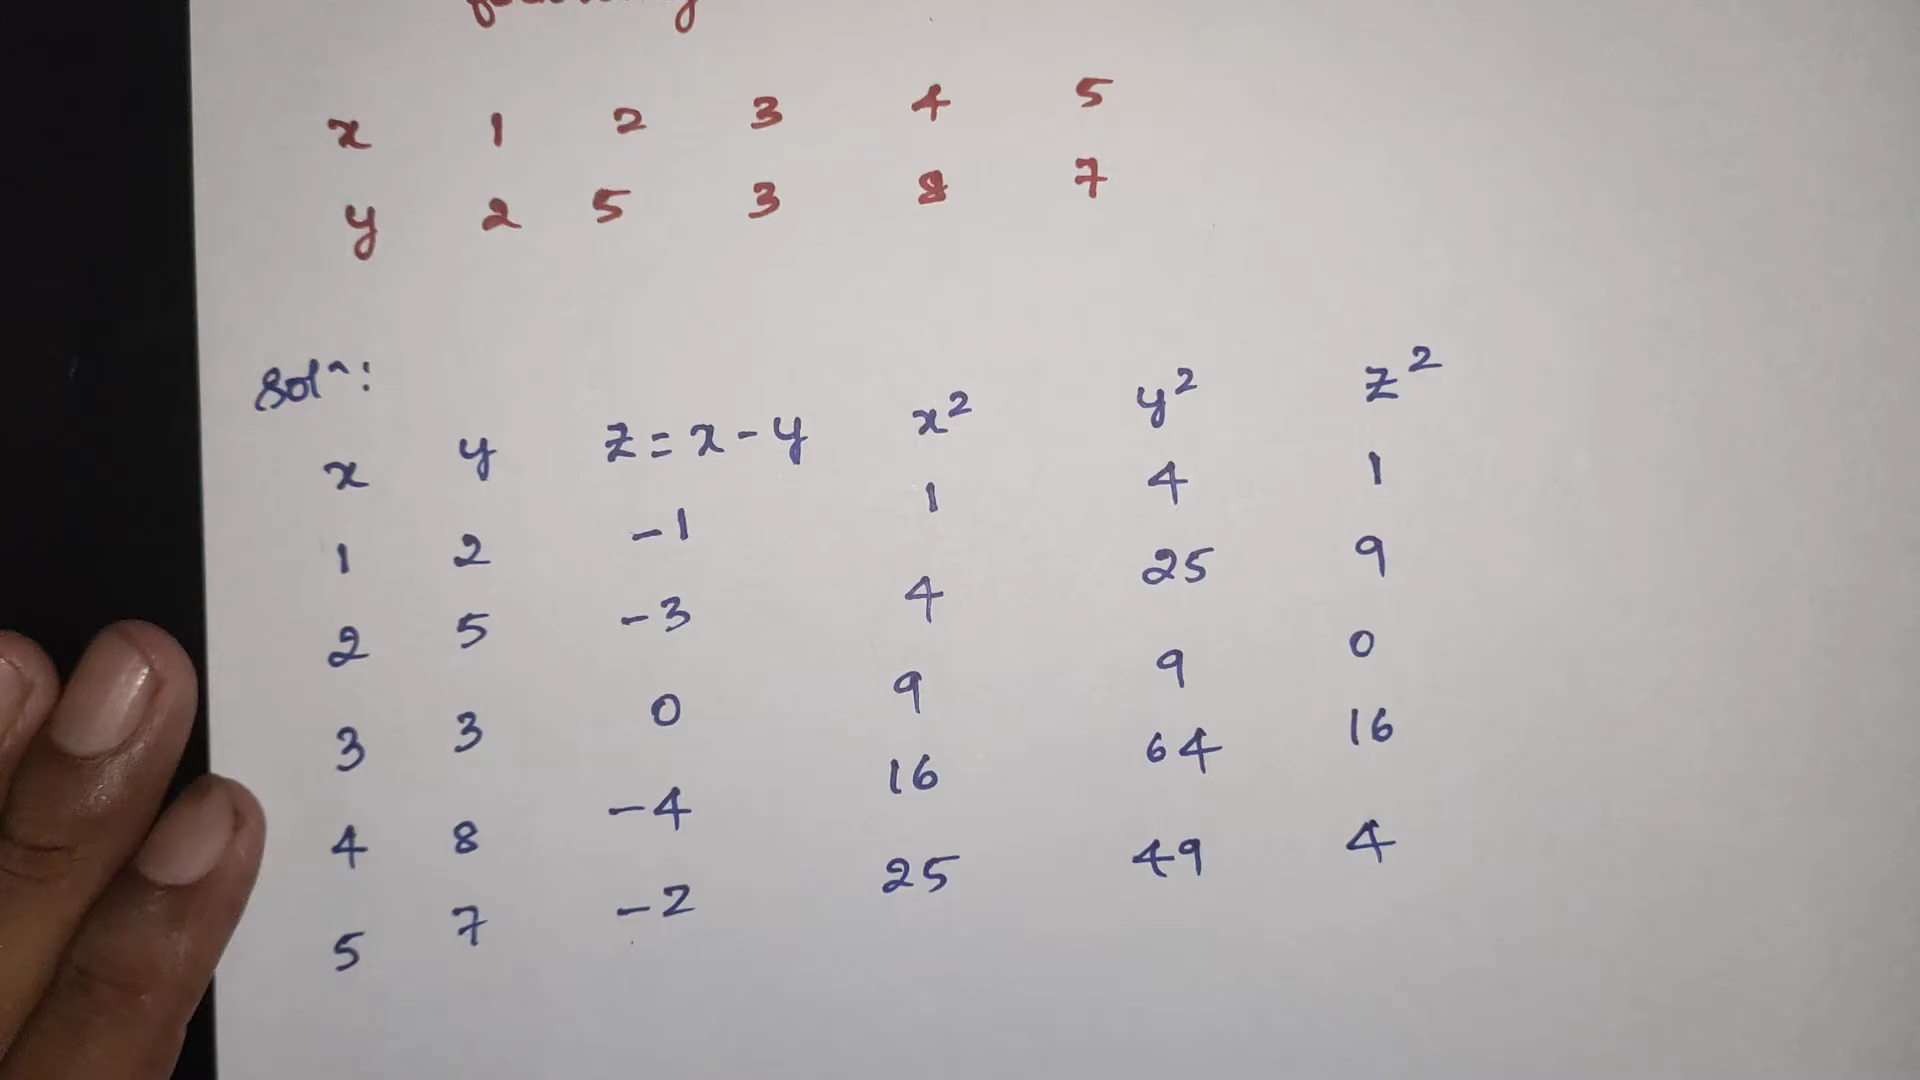 x 1 2 3 4 5
y 2 5 3 8 7
Solⁿ:
x y z = x - y x² y² z²
1 2 -1 1 4 1
2 5 -3 4 25 9
3 3 0 9 9 0
4 8 -4 16 64 16
5 7 -2 25 49 4